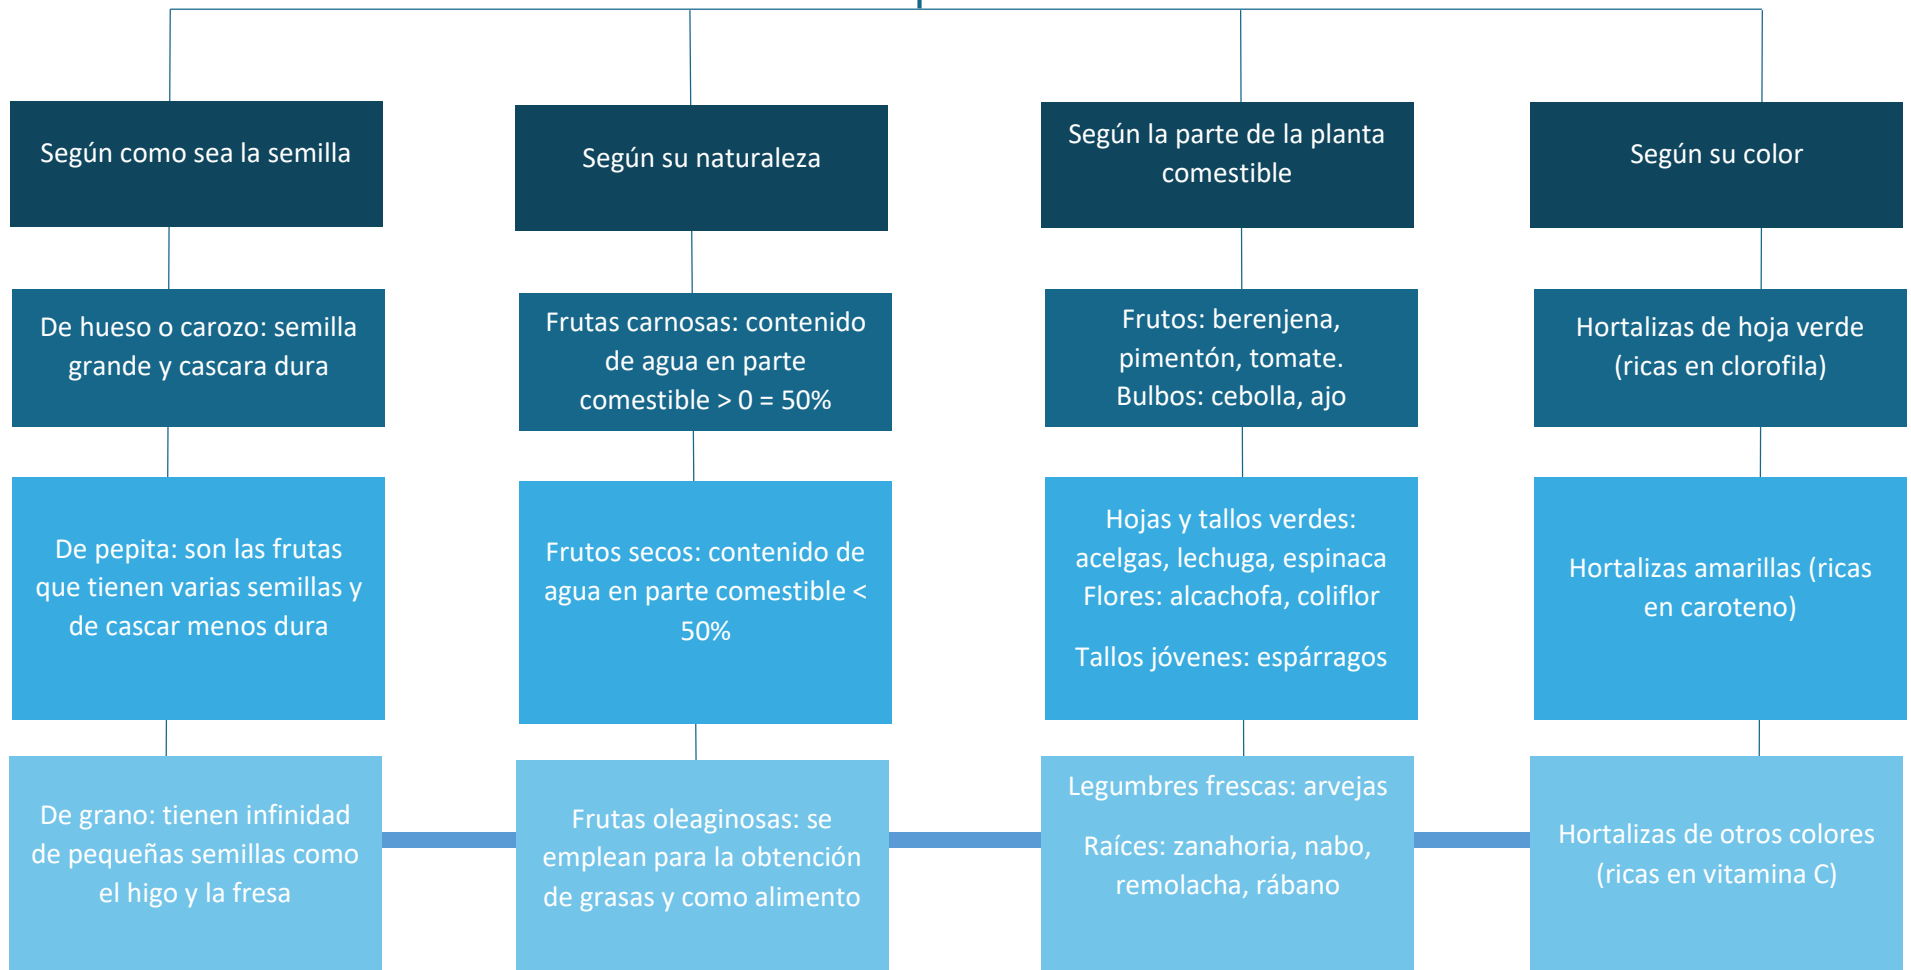 Según como sea la semilla
Según su naturaleza
Según la parte de la planta
comestible
Según su color
De hueso o carozo: semilla
grande y cascara dura
Frutas carnosas: contenido
de agua en parte
comestible > 0 = 50%
Frutos: berenjena,
pimentón, tomate.
Bulbos: cebolla, ajo
Hortalizas de hoja verde
(ricas en clorofila)
De pepita: son las frutas
que tienen varias semillas y
de cascar menos dura
Frutos secos: contenido de
agua en parte comestible <
50%
Hojas y tallos verdes:
acelgas, lechuga, espinaca
Flores: alcachofa, coliflor
Tallos jóvenes: espárragos
Hortalizas amarillas (ricas
en caroteno)
De grano: tienen infinidad
de pequeñas semillas como
el higo y la fresa
Frutas oleaginosas: se
emplean para la obtención
de grasas y como alimento
Legumbres frescas: arvejas
Raíces: zanahoria, nabo,
remolacha, rábano
Hortalizas de otros colores
(ricas en vitamina C)